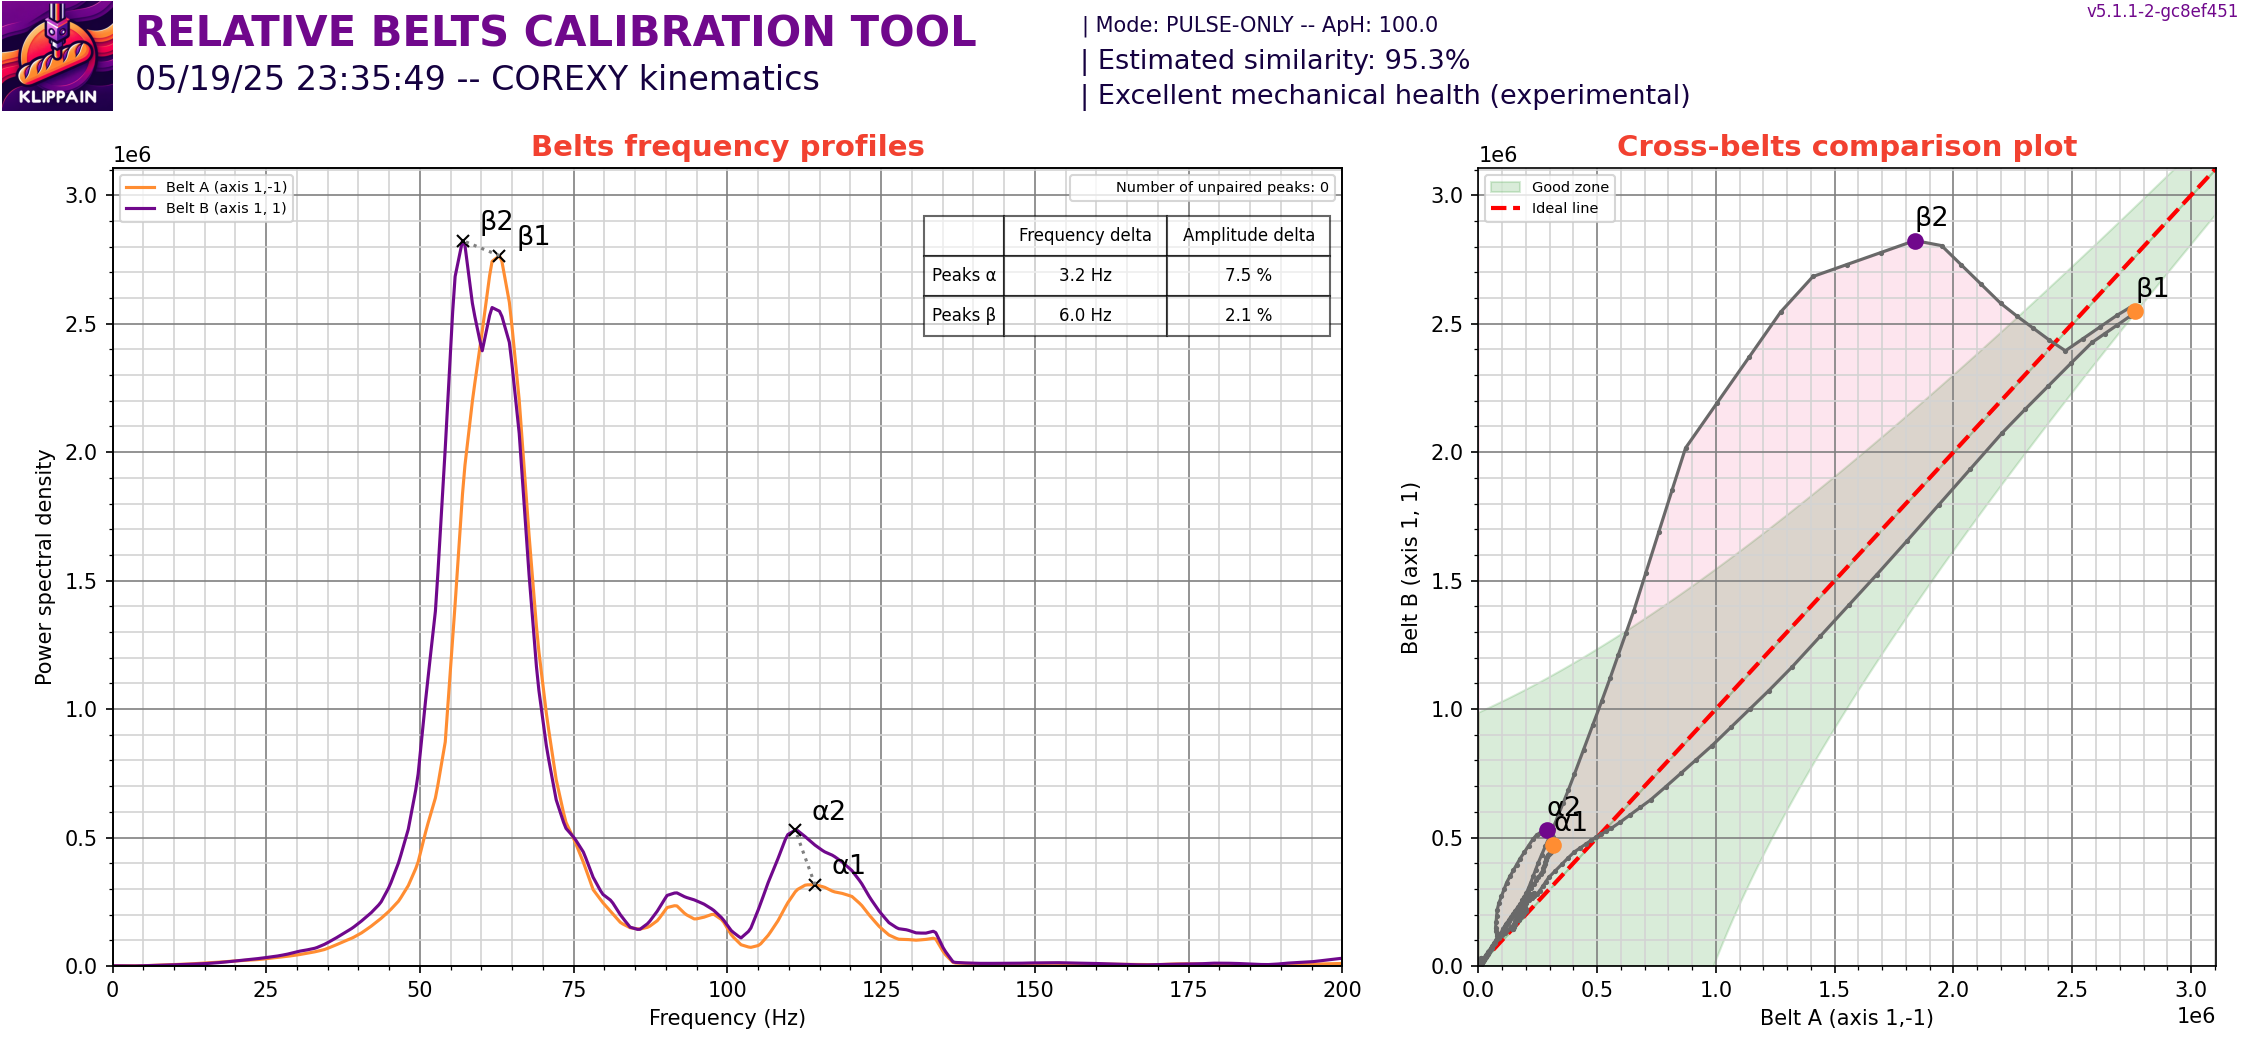 KLIPPAIN
RELATIVE BELTS CALIBRATION TOOL
05/19/25 23:35:49 -- COREXY kinematics
| Mode: PULSE-ONLY -- ApH: 100.0
| Estimated similarity: 95.3%
| Excellent mechanical health (experimental)
v5.1.1-2-gc8ef451
Belts frequency profiles
1e6
Belt A (axis 1,-1)
Belt B (axis 1, 1)
Number of unpaired peaks: 0
Frequency delta Amplitude delta
Peaks α 3.2 Hz 7.5 %
Peaks β 6.0 Hz 2.1 %
β2
β1
α2
α1
3.0
2.5
2.0
1.5
1.0
0.5
0.0
Power spectral density
0 25 50 75 100 125 150 175 200
Frequency (Hz)
Cross-belts comparison plot
1e6
Good zone
Ideal line
β2
β1
α2
α1
3.0
2.5
2.0
1.5
1.0
0.5
0.0
Belt B (axis 1, 1)
0.0 0.5 1.0 1.5 2.0 2.5 3.0
Belt A (axis 1,-1)
1e6